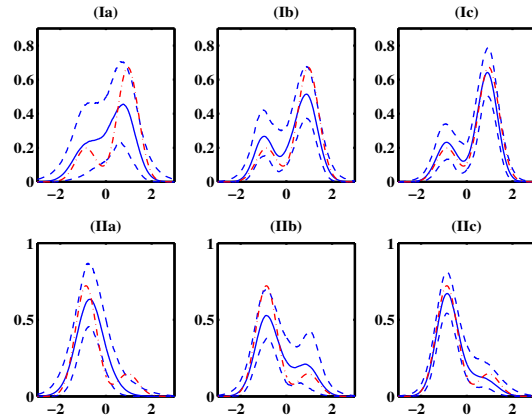 (Ia) (Ib) (Ic)
0.8 0.8 0.8
0.6 0.6 0.6
0.4 0.4 0.4
0.2 0.2 0.2
0 0 0
−2 0 2 −2 0 2 −2 0 2
(IIa) (IIb) (IIc)
1 1 1
0.5 0.5 0.5
0 0 0
−2 0 2 −2 0 2 −2 0 2